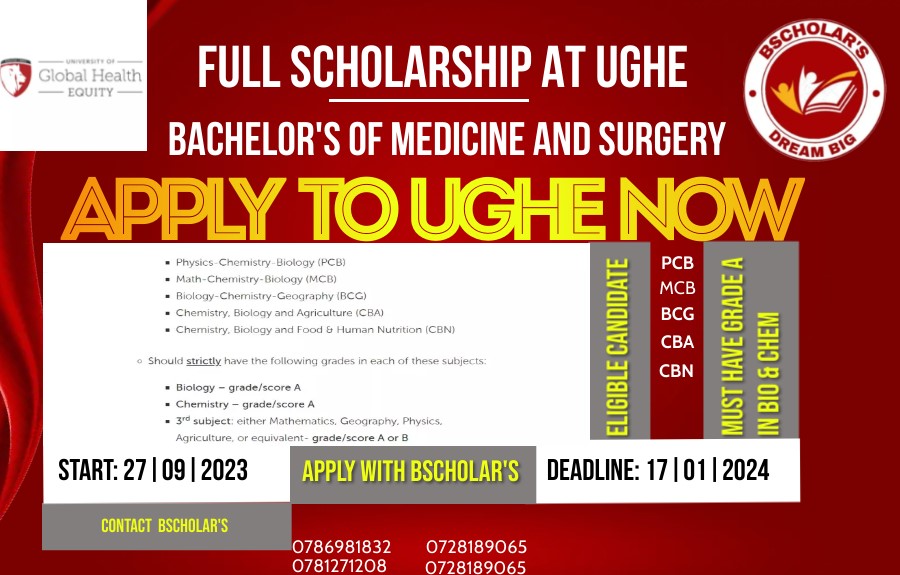 UNIVERSITY OF
Global Health
EQUITY
FULL SCHOLARSHIP AT UGHE
BACHELOR'S OF MEDICINE AND SURGERY
BSCHOLAR'S
DREAM BIG
APPLY TO UGHE NOW
Physics-Chemistry-Biology (PCB)
Math-Chemistry-Biology (MCB)
Biology-Chemistry-Geography (BCG)
Chemistry, Biology and Agriculture (CBA)
Chemistry, Biology and Food & Human Nutrition (CBN)
Should strictly have the following grades in each of these subjects:
Biology – grade/score A
Chemistry – grade/score A
3rd subject: either Mathematics, Geography, Physics,
Agriculture, or equivalent- grade/score A or B
ELIGIBLE CANDIDATE
PCB
MCB
BCG
CBA
CBN
MUST HAVE GRADE A
IN BIO & CHEM
START: 27|09|2023
APPLY WITH BSCHOLAR'S
DEADLINE: 17|01|2024
CONTACT BSCHOLAR'S
0786981832 0728189065
0781271208 0728189065